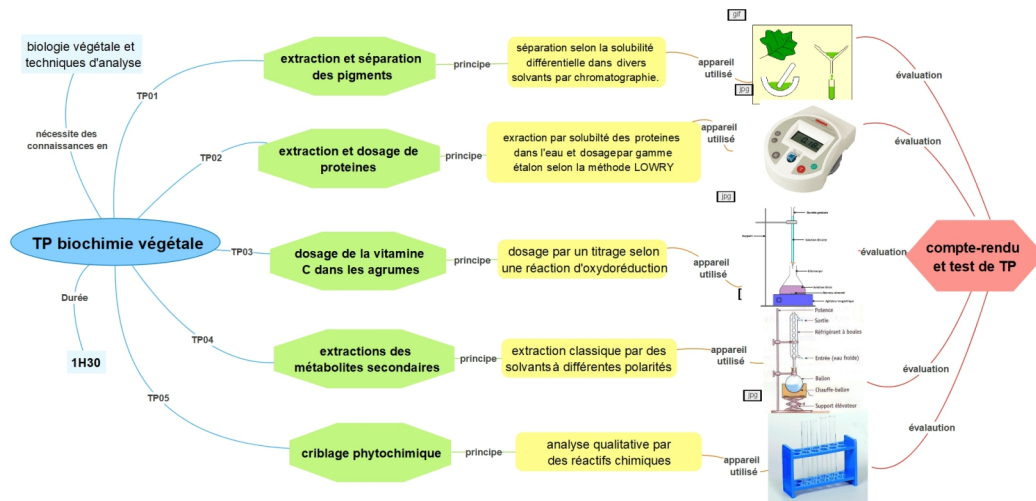 biologie végétale et
techniques d'analyse
nécessite des
connaissances en
TP biochimie végétale
Durée
1H30
TP01
extraction et séparation
des pigments
principe
séparation selon la solubilité
différentielle dans divers
solvants par chromatographie.
appareil
utilisé
gif
jpg
évaluation
TP02
extraction et dosage de
proteines
principe
exraction par solubilté des proteines
dans l'eau et dosagepar gamme
étalon selon la méthode LOWRY
appareil
utilisé
évaluation
TP03
dosage de la vitamine
C dans les agrumes
principe
dosage par un titrage selon
une réaction d'oxydoréduction
appareil
utilisé
jpg
évaluation
TP04
extractions des
métabolites secondaires
principe
extraction classique par des
solvants à différentes polarités
appareil
utilisé
Potence
Sortie
Réfrigérant à boules
Entrée (eau froide)
Ballon
Chauffe-ballon
Support élévateur
évaluation
TP05
criblage phytochimique
principe
analyse qualitative par
des réactifs chimiques
appareil
utilisé
jpg
évalaution
compte-rendu
et test de TP